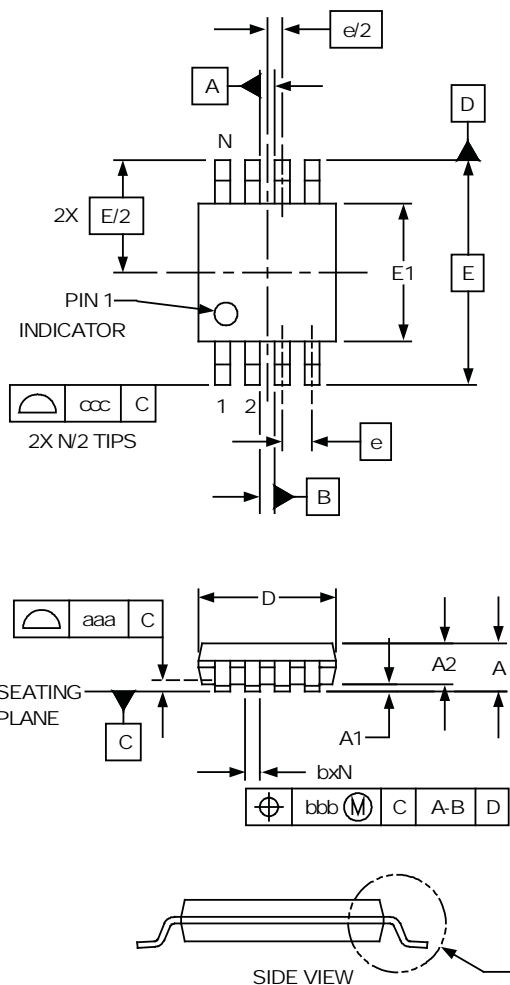 e/2
A
D
N
2X E/2
E1
E
PIN 1
INDICATOR
ccc C
1 2
2X N/2 TIPS
e
B
D
aaa C
A2
A
SEATING
PLANE
A1
C
bxN
bbb Ⓜ C A-B D
SIDE VIEW